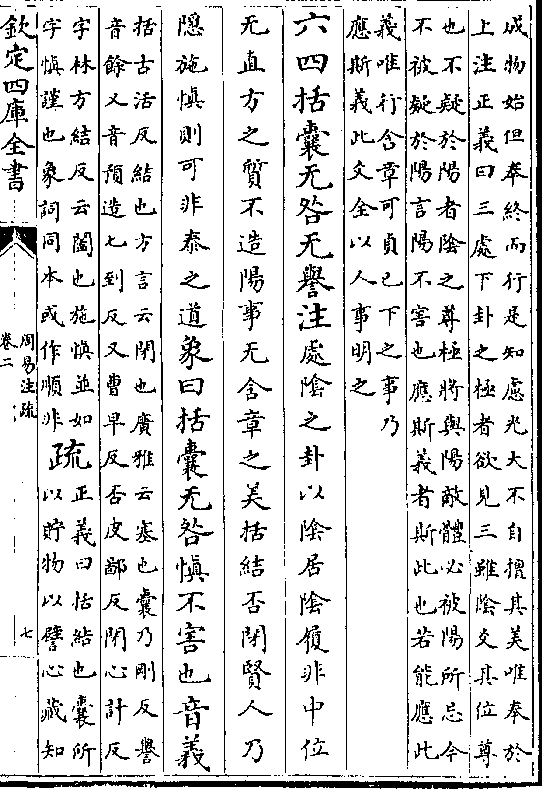 成物始但奉終而行是知慮光大不自擅其美唯奉於
上注正義曰三處下卦之極者欲見三雖陰爻其位尊
也不疑於陽者陰之尊極將與陽敵體必被陽所忌今
不被疑於陽言陽不害也應斯義者斯此也若能應此
義唯行含章可貞已下之事乃
應斯義此爻全以人事明之
六四括囊无咎无譽注處陰之卦以陰居陰履非中位
无直方之質不造陽事无含章之美括結否閉賢人乃
隱施慎則可非泰之道象曰括囊无咎慎不害也音義
括古活反結也方言云閉也廣雅云塞也囊乃剛反譽
音餘又音預造七到反又曹早反否皮鄙反閉心計反
字林方結反云闔也施慎並如
字慎謹也象詞同本或作順非
疏
正義曰括結也囊所
以貯物以譬心藏知
欽定四庫全書
周易注疏
卷二
七